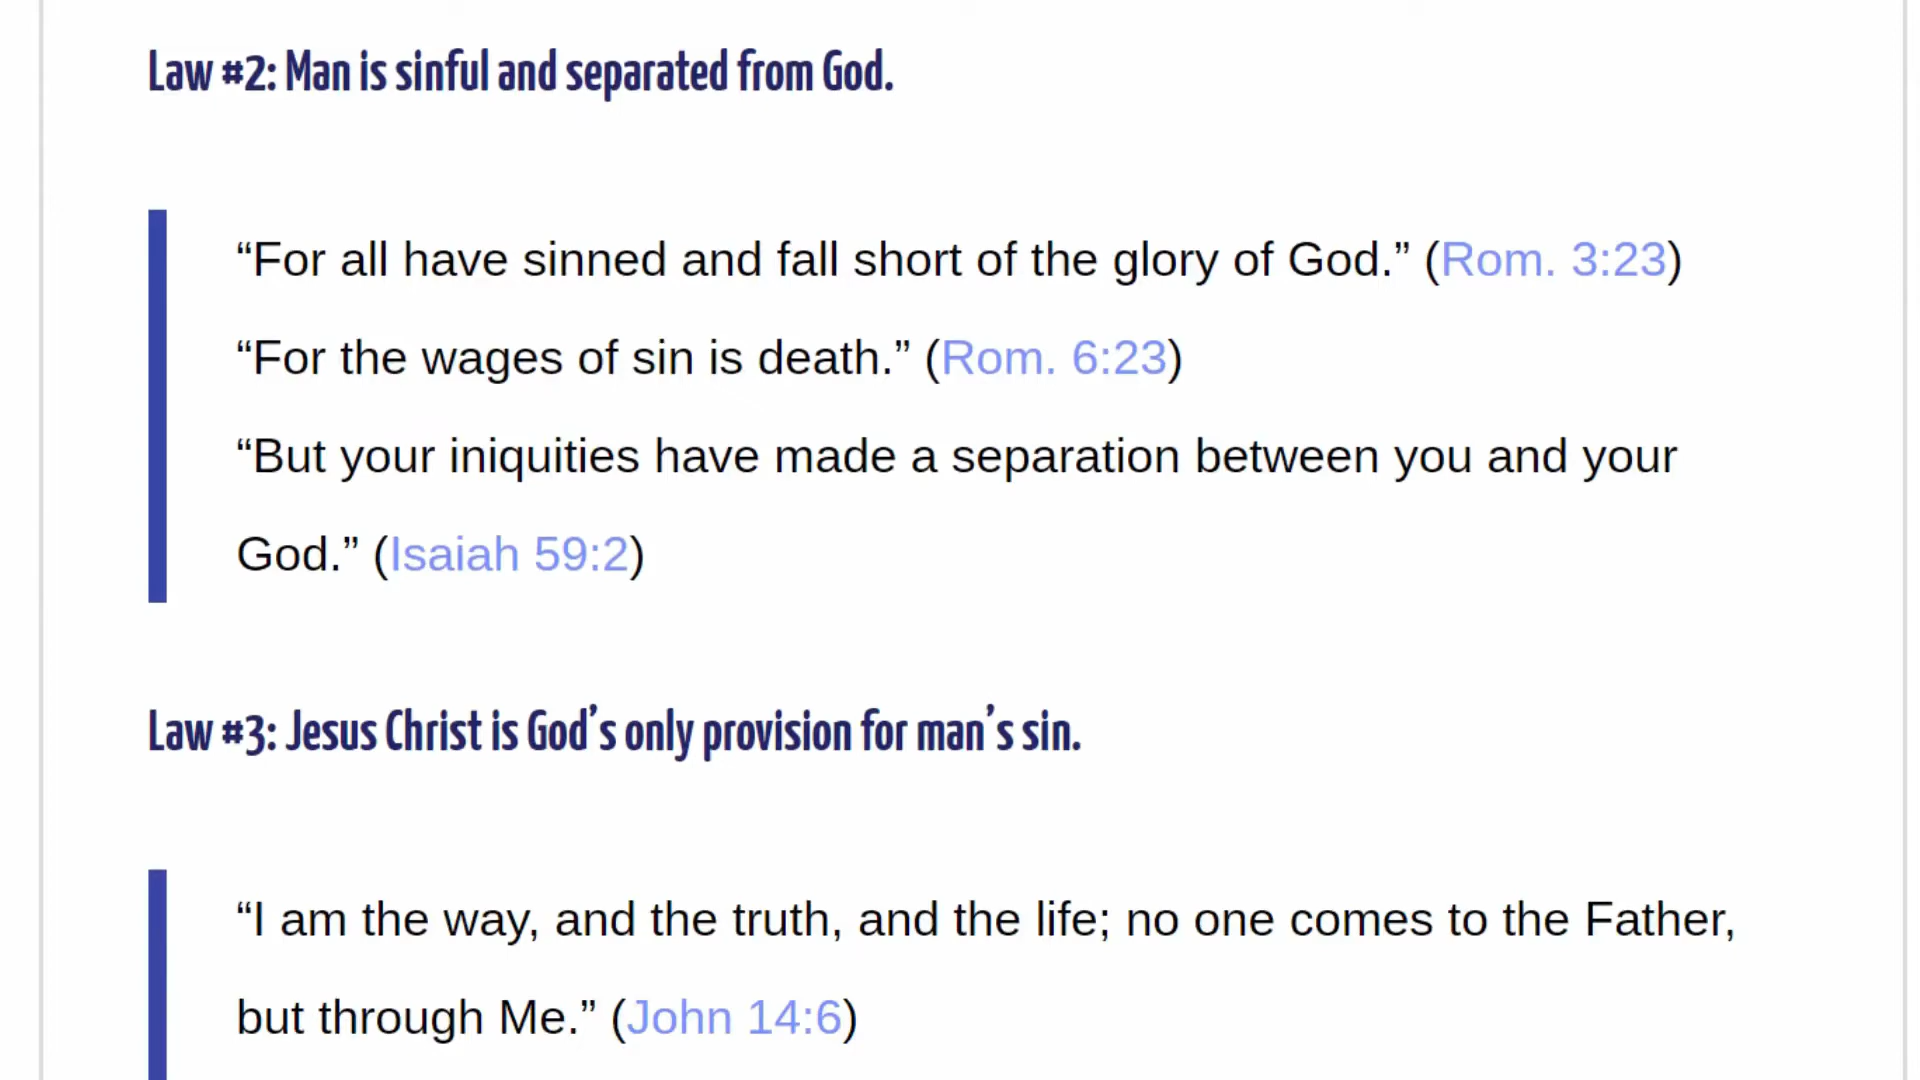 Law #2: Man is sinful and separated from God.
“For all have sinned and fall short of the glory of God.” (Rom. 3:23)
“For the wages of sin is death.” (Rom. 6:23)
“But your iniquities have made a separation between you and your
God.” (Isaiah 59:2)
Law #3: Jesus Christ is God’s only provision for man’s sin.
“I am the way, and the truth, and the life; no one comes to the Father,
but through Me.” (John 14:6)